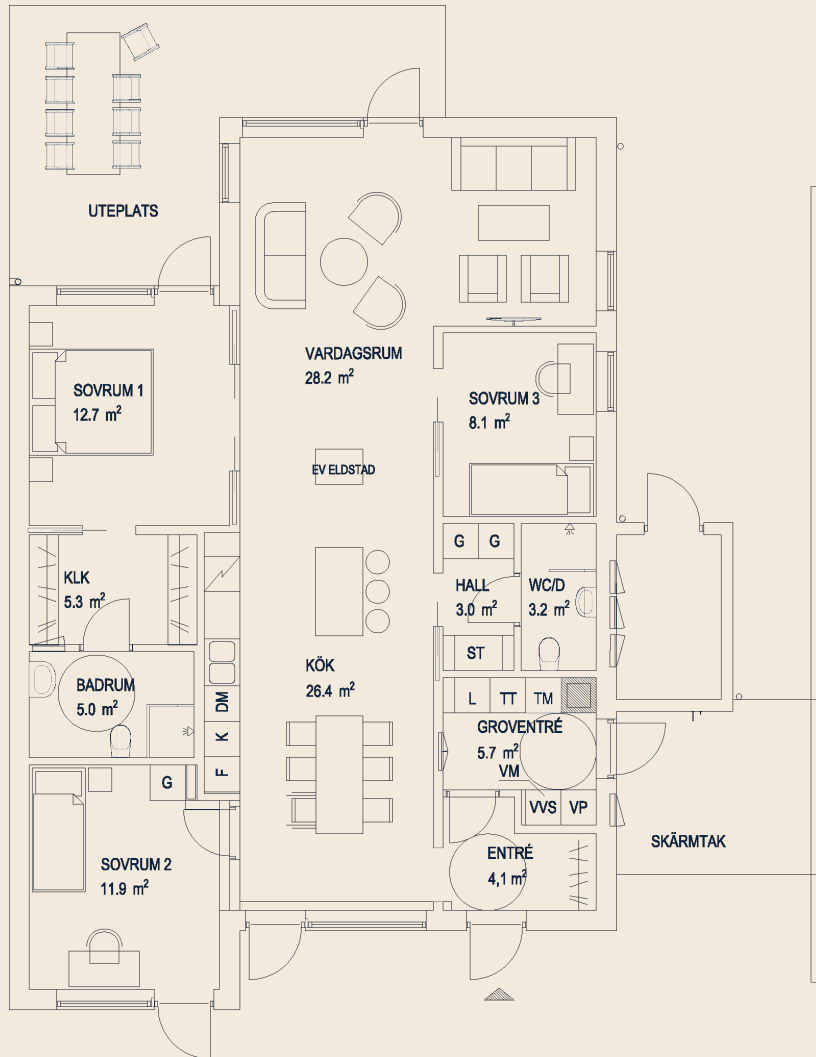 UTEPLATS
VARDAGSRUM
28.2 m²
SOVRUM 1
12.7 m²
SOVRUM 3
8.1 m²
EV ELDSTAD
G G
KLK
5.3 m²
HALL
3.0 m²
WC/D
3.2 m²
ST
KÖK
26.4 m²
BADRUM
5.0 m²
DM
K
F
L TT TM
GROVENTRÉ
5.7 m²
VM
G
VVS VP
SKÄRMTAK
SOVRUM 2
11.9 m²
ENTRÉ
4,1 m²